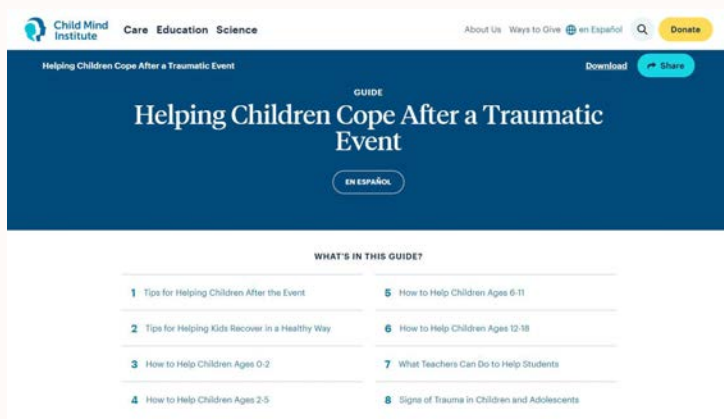 Child Mind Institute
Care Education Science
About Us Ways to Give en Español
Donate
Helping Children Cope After a Traumatic Event
Download
Share
GUIDE
Helping Children Cope After a Traumatic
Event
EN ESPAÑOL
WHAT'S IN THIS GUIDE?
1 Tips for Helping Children After the Event
2 Tips for Helping Kids Recover in a Healthy Way
3 How to Help Children Ages 0-2
4 How to Help Children Ages 2-5
5 How to Help Children Ages 6-11
6 How to Help Children Ages 12-18
7 What Teachers Can Do to Help Students
8 Signs of Trauma in Children and Adolescents